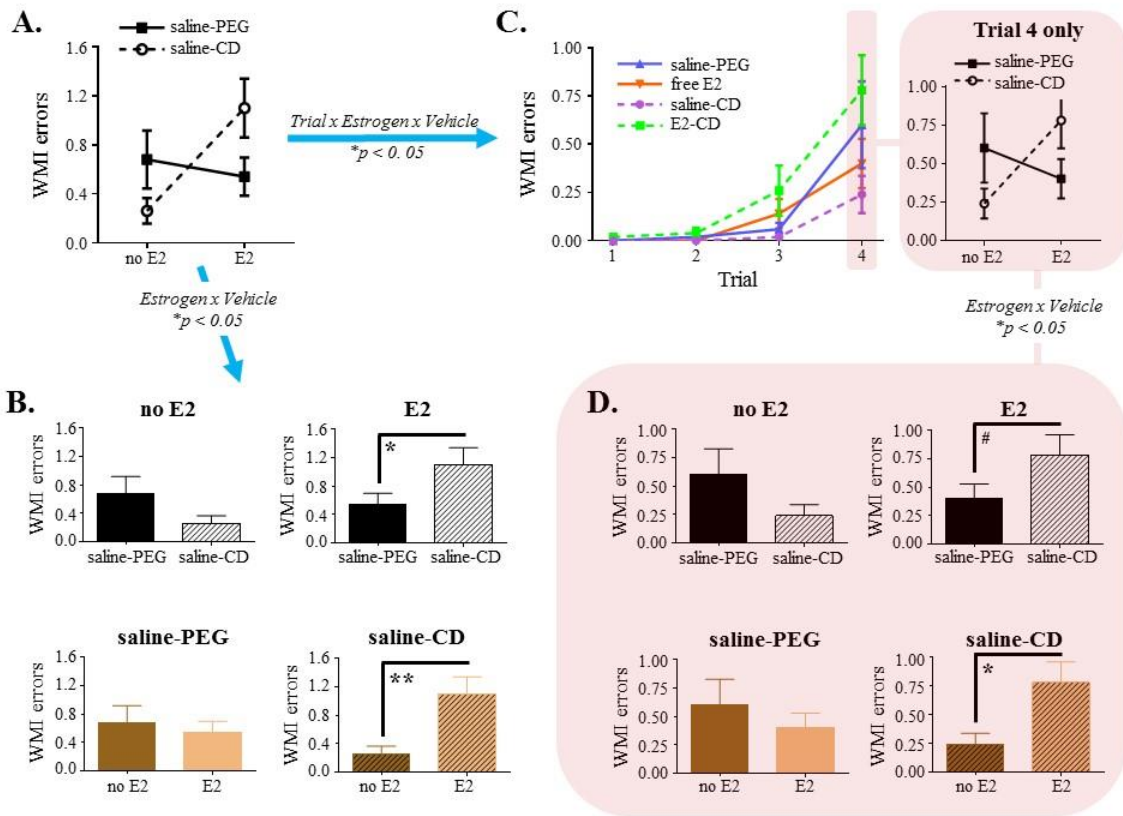 A.
saline-PEG
saline-CD
WMI errors
1.6
1.2
0.8
0.4
0.0
no E2
E2
Trial x Estrogen x Vehicle
*p < 0. 05
Estrogen x Vehicle
*p < 0.05
C.
WMI errors
1.00
0.75
0.50
0.25
0.00
saline-PEG
free E2
saline-CD
E2-CD
1
2
3
4
Trial
Trial 4 only
saline-PEG
saline-CD
1.00
0.75
0.50
0.25
0.00
no E2
E2
Estrogen x Vehicle
*p < 0.05
B.
no E2
WMI errors
1.6
1.2
0.8
0.4
0.0
saline-PEG
saline-CD
E2
WMI errors
1.6
1.2
0.8
0.4
0.0
*
saline-PEG
saline-CD
saline-PEG
WMI errors
1.6
1.2
0.8
0.4
0.0
no E2
E2
saline-CD
WMI errors
1.6
1.2
0.8
0.4
0.0
**
no E2
E2
D.
no E2
WMI errors
1.00
0.75
0.50
0.25
0.00
saline-PEG
saline-CD
E2
WMI errors
1.00
0.75
0.50
0.25
0.00
#
saline-PEG
saline-CD
saline-PEG
WMI errors
1.00
0.75
0.50
0.25
0.00
no E2
E2
saline-CD
WMI errors
1.00
0.75
0.50
0.25
0.00
*
no E2
E2